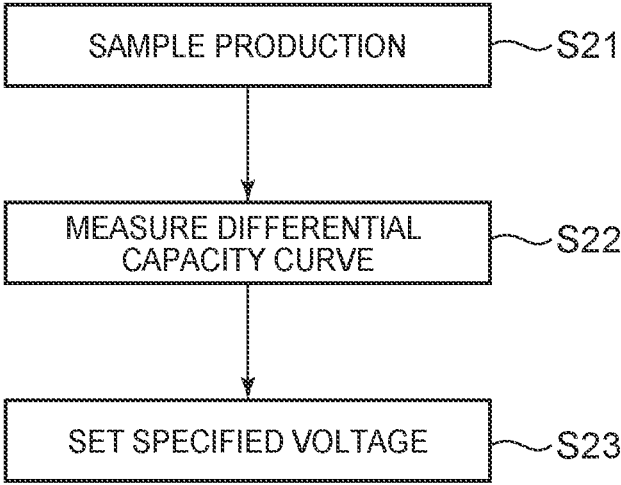 SAMPLE PRODUCTION
S21
MEASURE DIFFERENTIAL
CAPACITY CURVE
S22
SET SPECIFIED VOLTAGE
S23